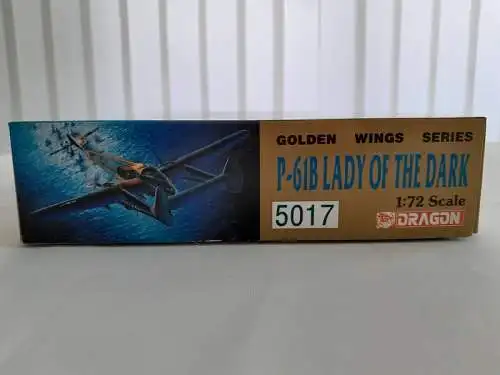 GOLDEN WINGS SERIES
P-61B LADY OF THE DARK
5017
1:72 Scale
DRAGON